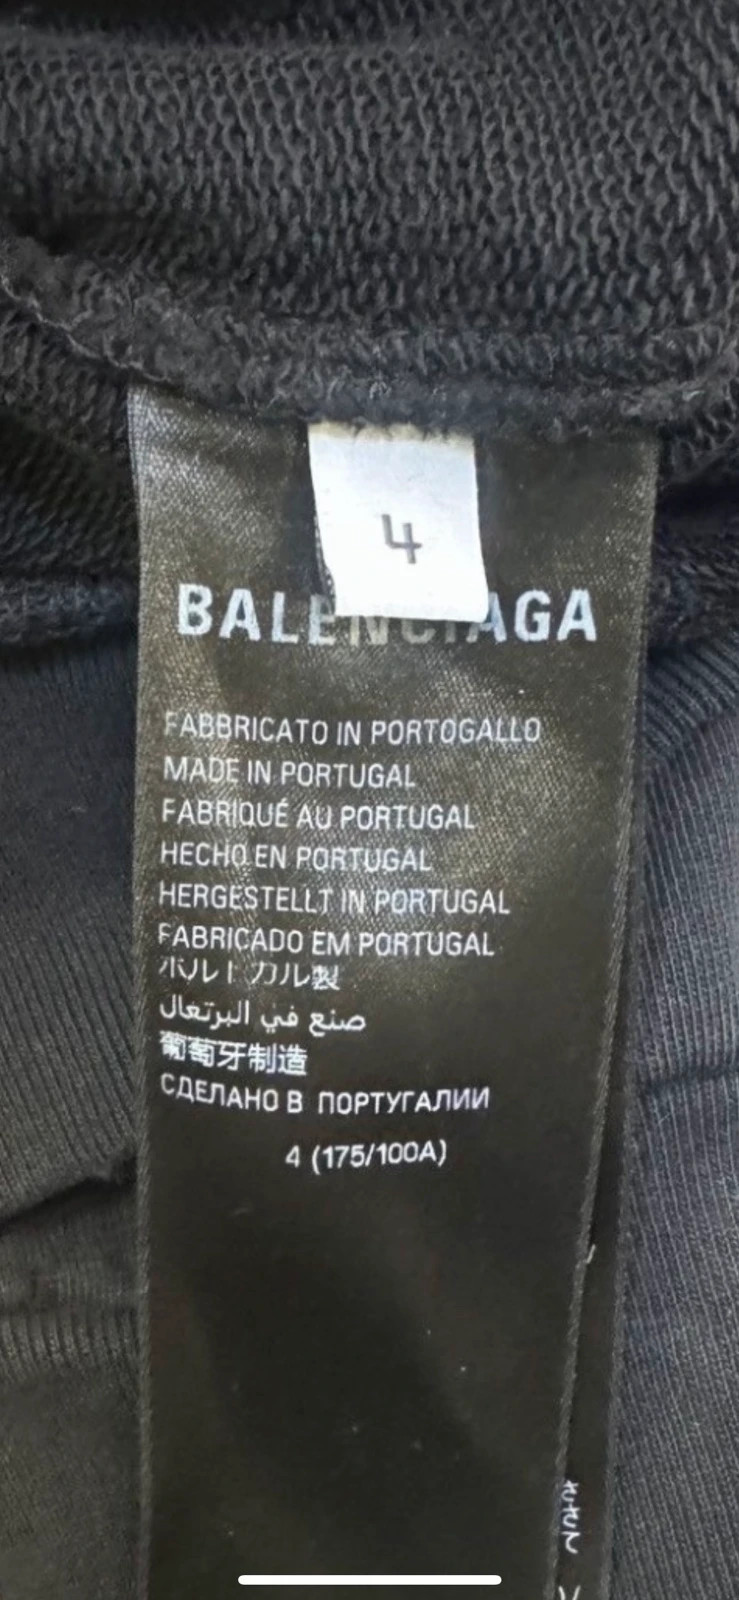 4
BALENCIAGA
FABBRICATO IN PORTOGALLO
MADE IN PORTUGAL
FABRIQUÉ AU PORTUGAL
HECHO EN PORTUGAL
HERGESTELLT IN PORTUGAL
FABRICADO EM PORTUGAL
ポルトガル製
صنع في البرتغال
葡萄牙制造
СДЕЛАНО В ПОРТУГАЛИИ
4 (175/100A)